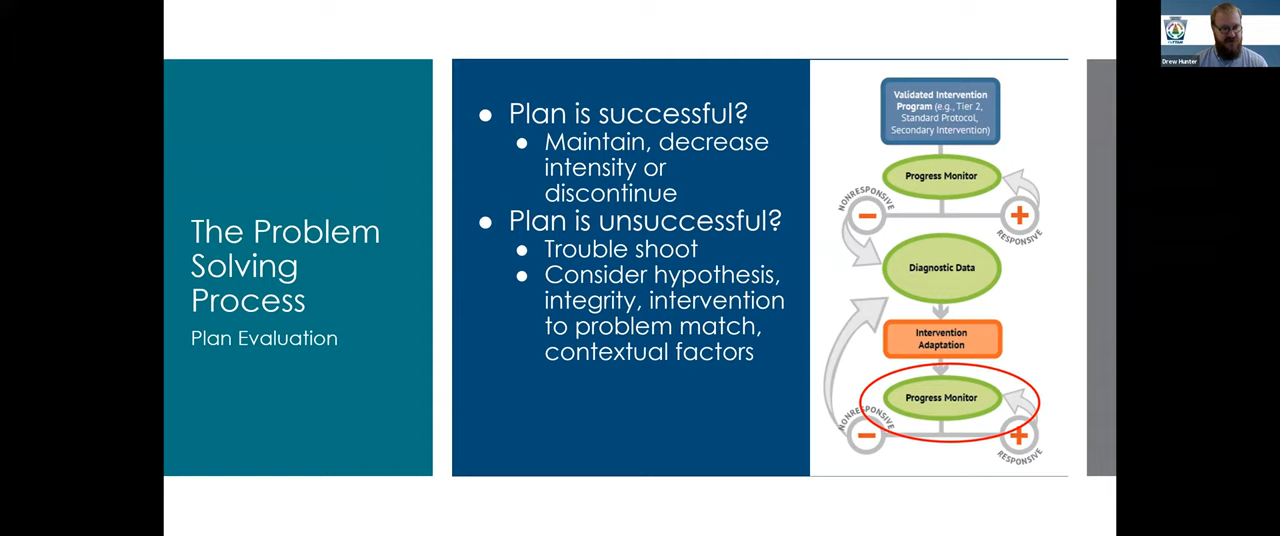 The Problem
Solving
Process
Plan Evaluation
● Plan is successful?
● Maintain, decrease
intensity or
discontinue
● Plan is unsuccessful?
● Trouble shoot
● Consider hypothesis,
integrity, intervention
to problem match,
contextual factors
Validated Intervention
Program (e.g., Tier 2,
Standard Protocol,
Secondary Intervention)
Progress Monitor
NONRESPONSIVE
−
+
RESPONSIVE
Diagnostic Data
Intervention
Adaptation
Progress Monitor
NONRESPONSIVE
−
+
RESPONSIVE
Drew Hunter